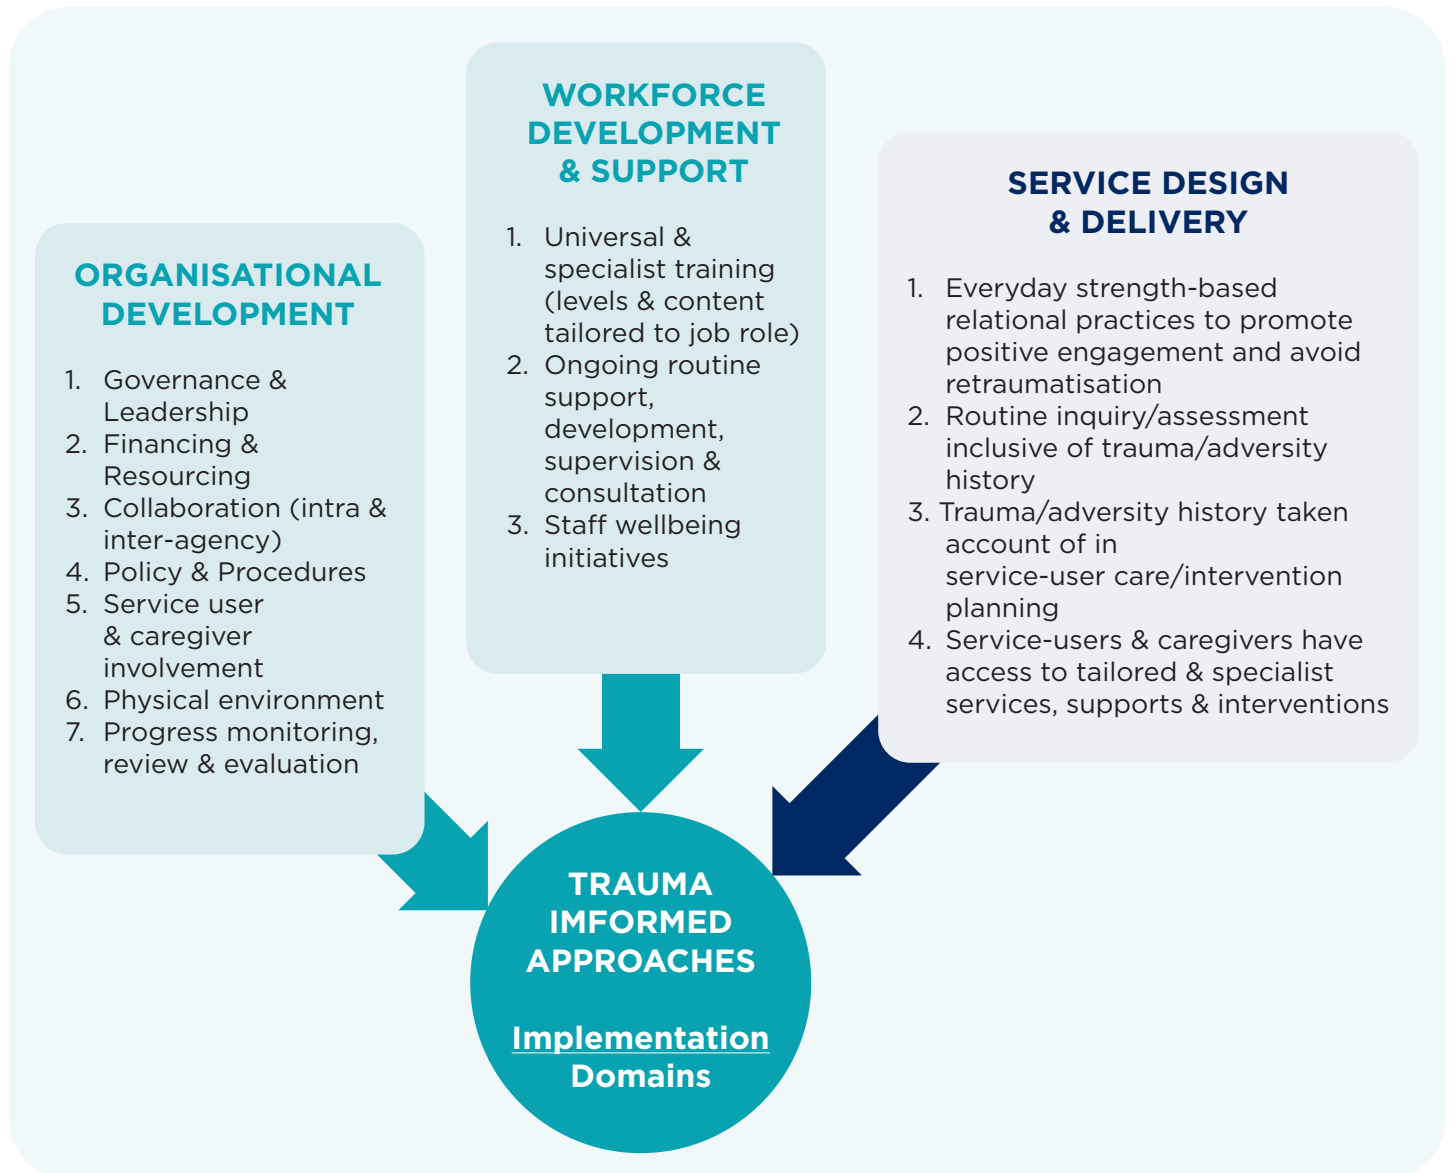 ORGANISATIONAL
DEVELOPMENT
1. Governance &
Leadership
2. Financing &
Resourcing
3. Collaboration (intra &
inter-agency)
4. Policy & Procedures
5. Service user
& caregiver
involvement
6. Physical environment
7. Progress monitoring,
review & evaluation
WORKFORCE
DEVELOPMENT
& SUPPORT
1. Universal &
specialist training
(levels & content
tailored to job role)
2. Ongoing routine
support,
development,
supervision &
consultation
3. Staff wellbeing
initiatives
SERVICE DESIGN
& DELIVERY
1. Everyday strength-based
relational practices to promote
positive engagement and avoid
retraumatisation
2. Routine inquiry/assessment
inclusive of trauma/adversity
history
3. Trauma/adversity history taken
account of in
service-user care/intervention
planning
4. Service-users & caregivers have
access to tailored & specialist
services, supports & interventions
TRAUMA
IMFORMED
APPROACHES
Implementation
Domains